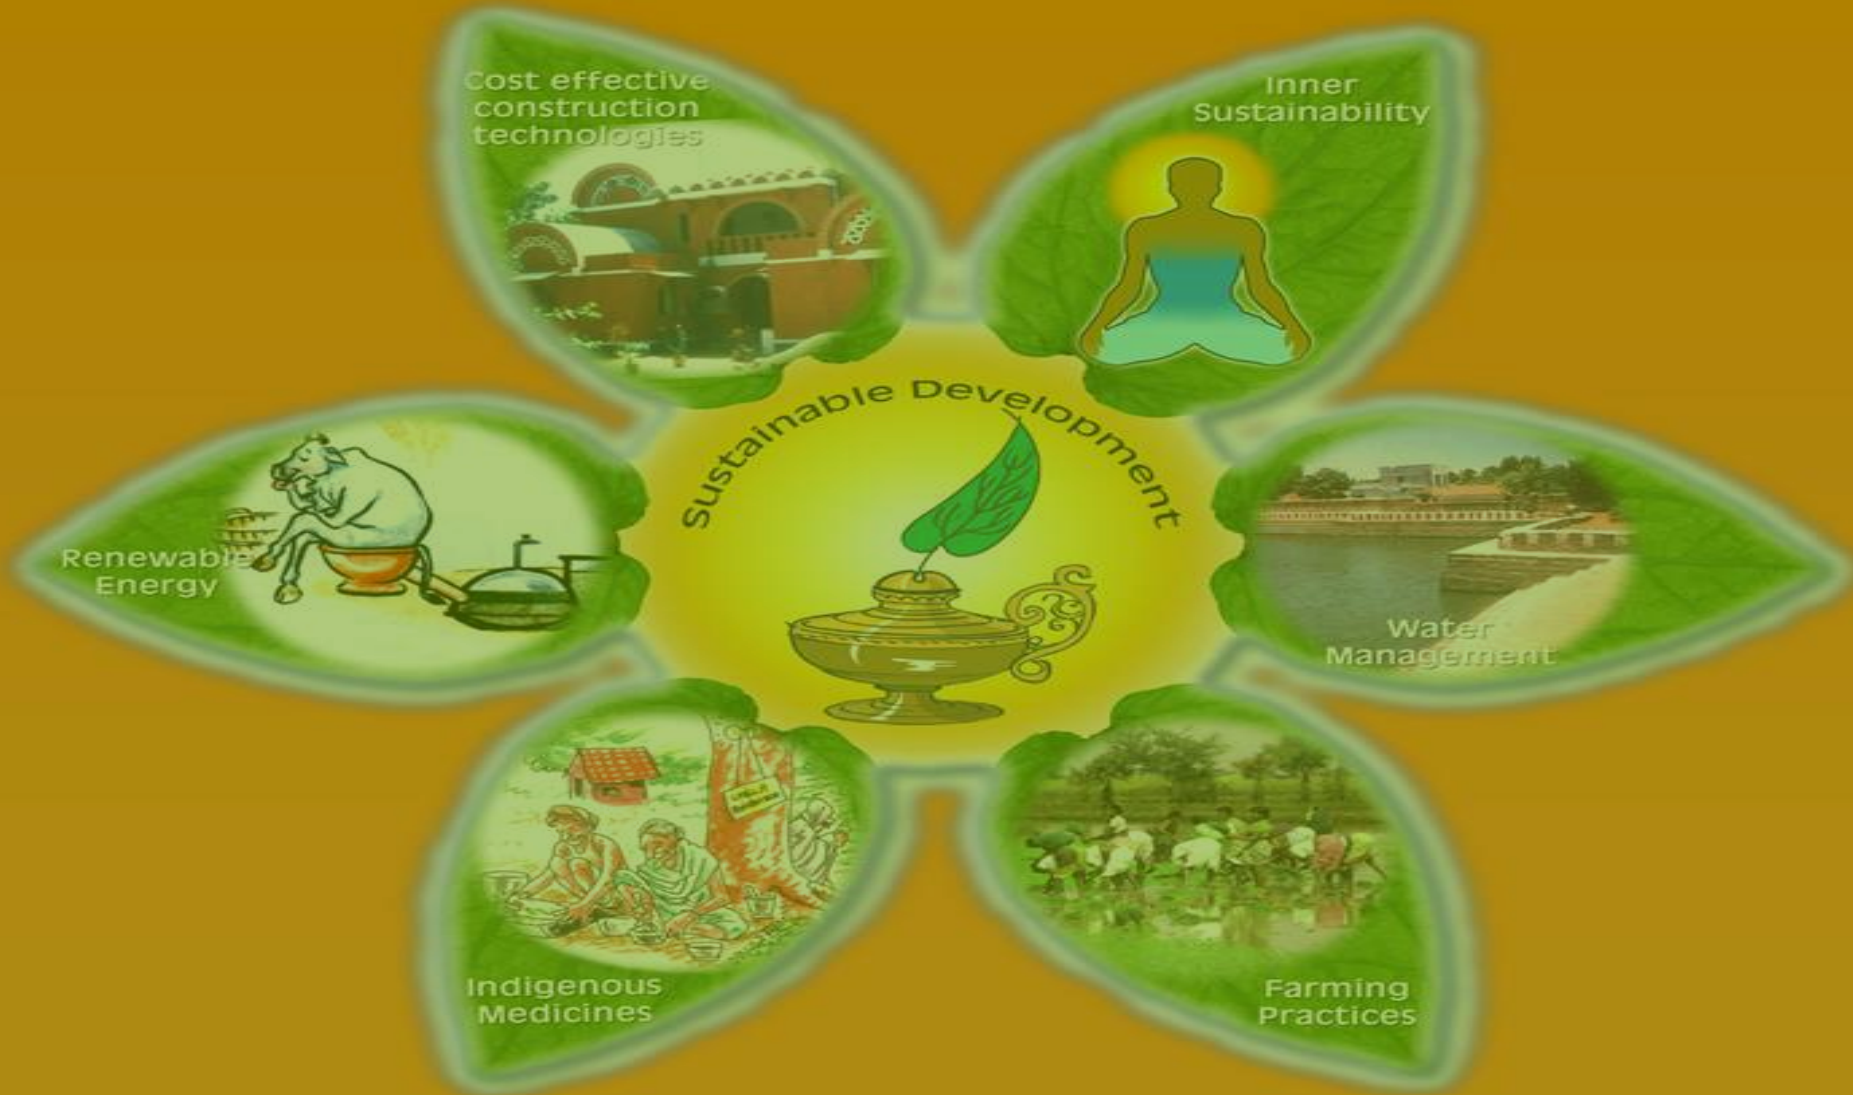 Cost effective
construction
technologies
Inner
Sustainability
Sustainable Development
Renewable
Energy
Water
Management
Indigenous
Medicines
Farming
Practices